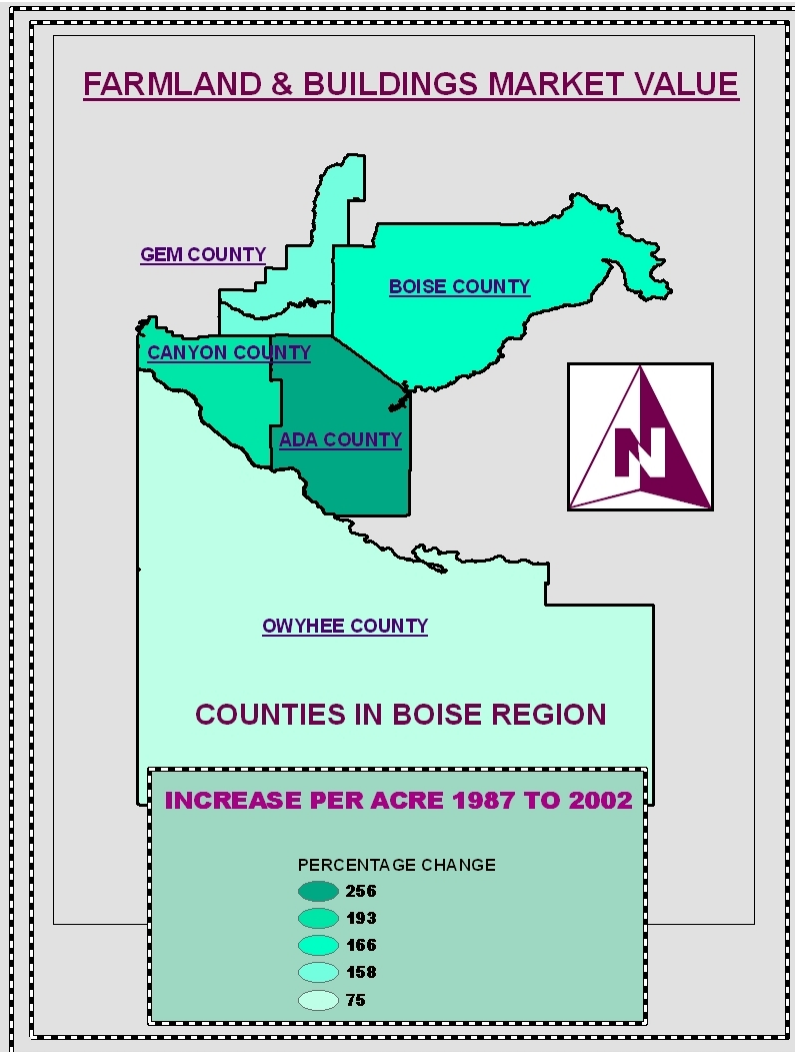 FARMLAND & BUILDINGS MARKET VALUE
GEM COUNTY
BOISE COUNTY
CANYON COUNTY
ADA COUNTY
N
OWYHEE COUNTY
COUNTIES IN BOISE REGION
INCREASE PER ACRE 1987 TO 2002
PERCENTAGE CHANGE
256
193
166
158
75